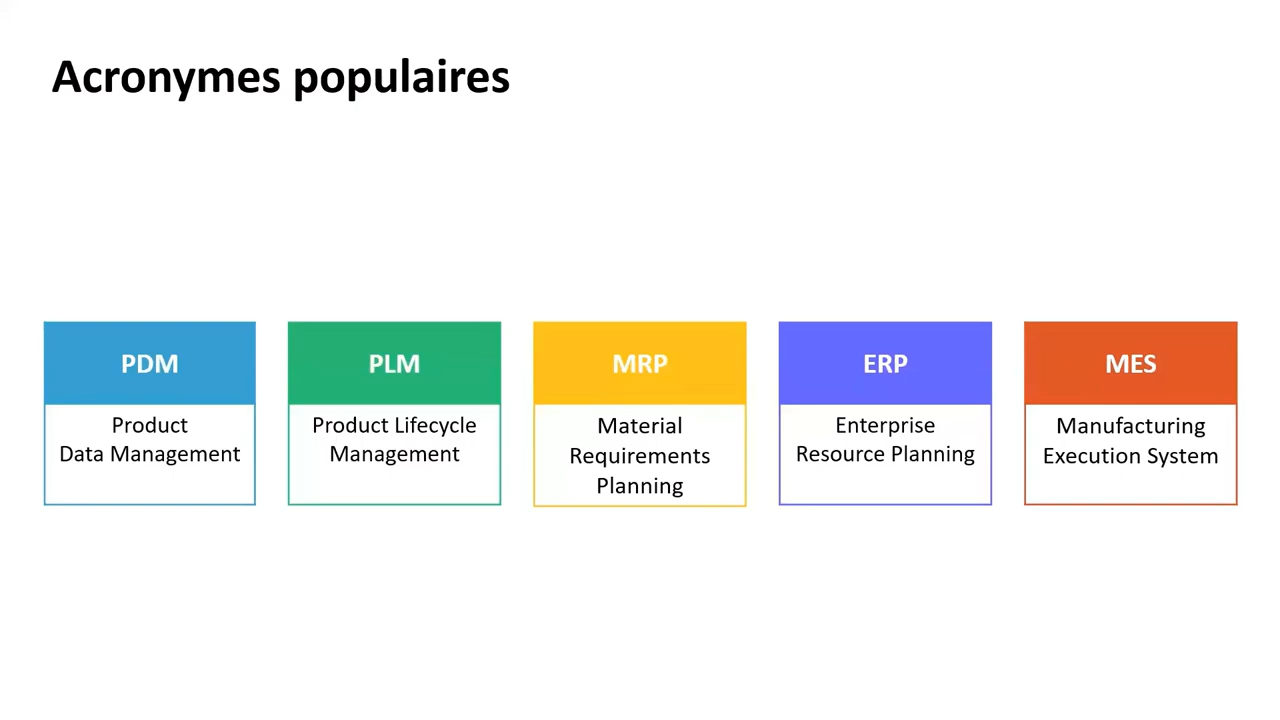 Acronymes populaires
PDM
Product
Data Management
PLM
Product Lifecycle
Management
MRP
Material
Requirements
Planning
ERP
Enterprise
Resource Planning
MES
Manufacturing
Execution System